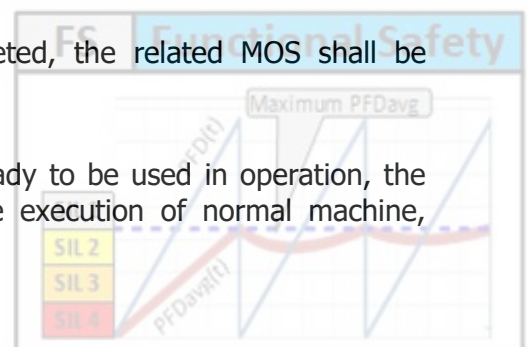 FS Functional Safety
eted, the related MOS shall be
Maximum PFDavg
PFD(t)
ady to be used in operation, the
e execution of normal machine,
SIL 2
SIL 3
SIL 4
PFDavg(t)